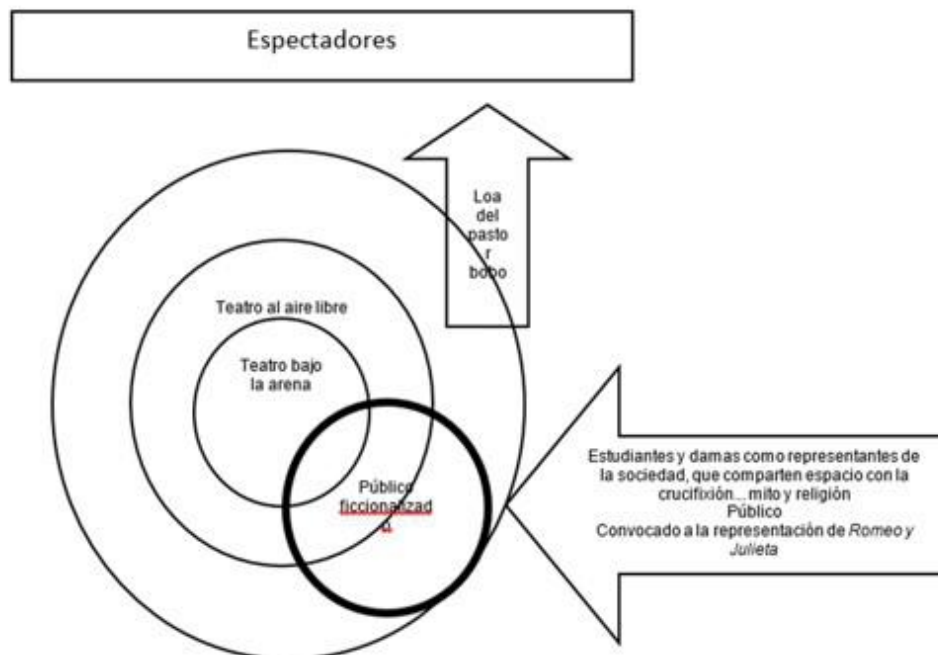 Espectadores
Loa
del
pasto
r
bobo
Teatro al aire libre
Teatro bajo
la arena
Público
ficcionalizad
o
Estudiantes y damas como representantes de
la sociedad, que comparten espacio con la
crucifixión... mito y religión
Público
Convocado a la representación de Romeo y
Julieta